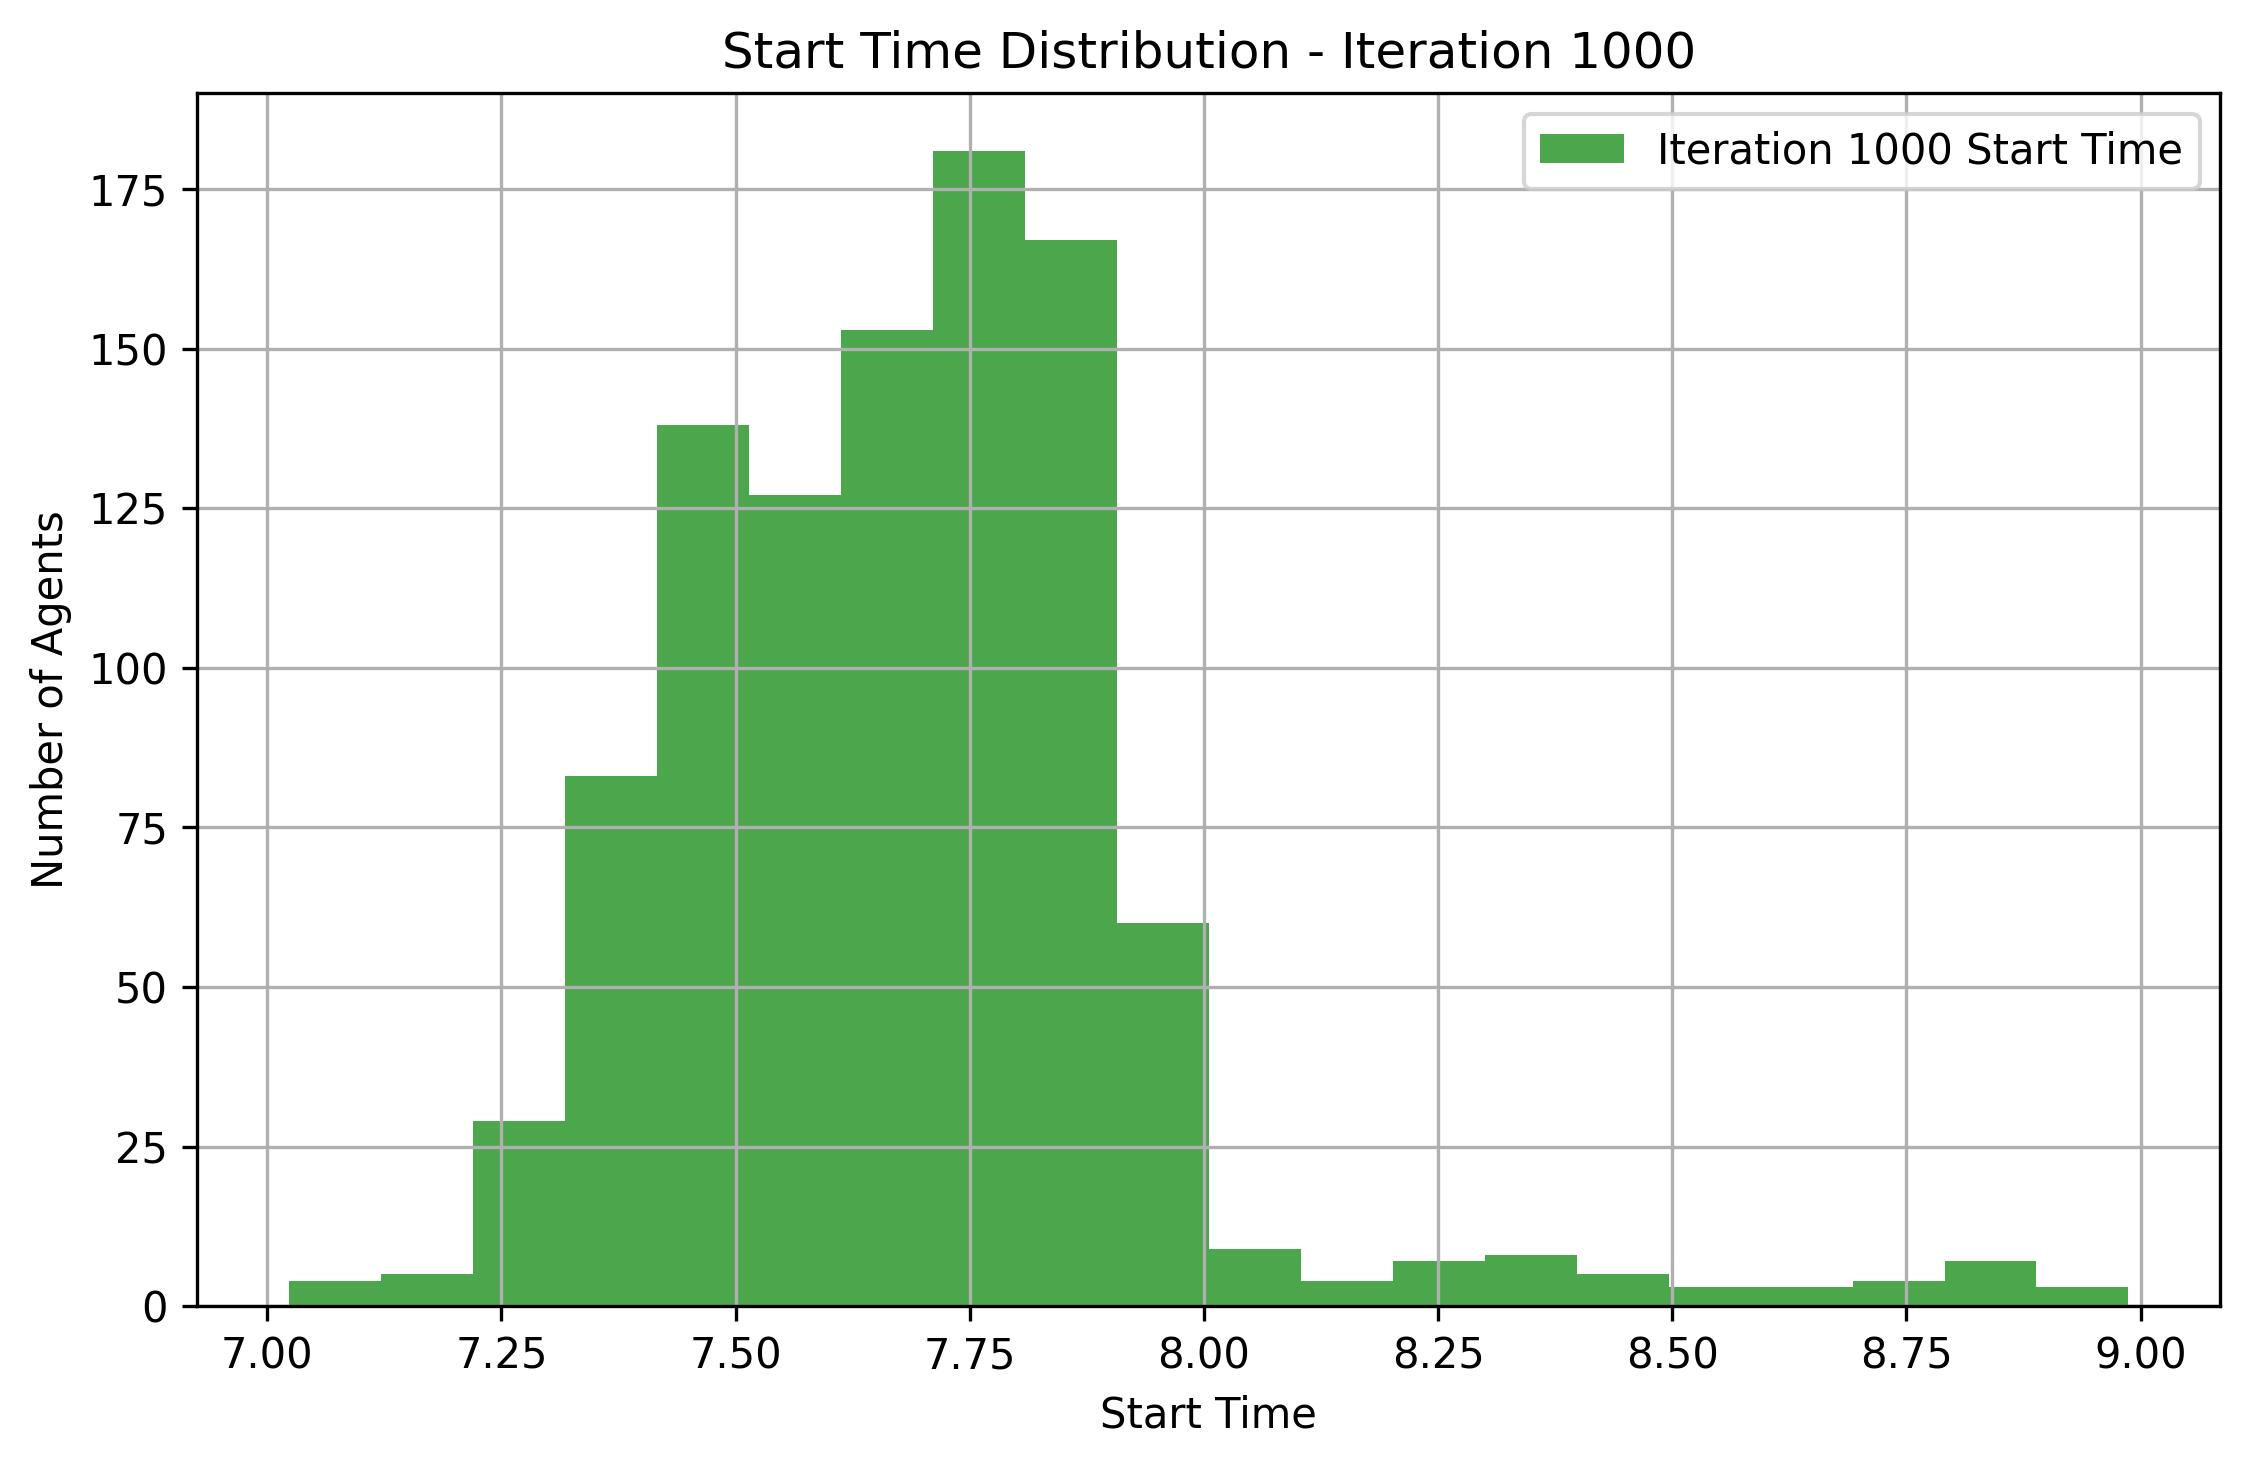 Start Time Distribution - Iteration 1000
Iteration 1000 Start Time
Number of Agents
175
150
125
100
75
50
25
0
7.00 7.25 7.50 7.75 8.00 8.25 8.50 8.75 9.00
Start Time